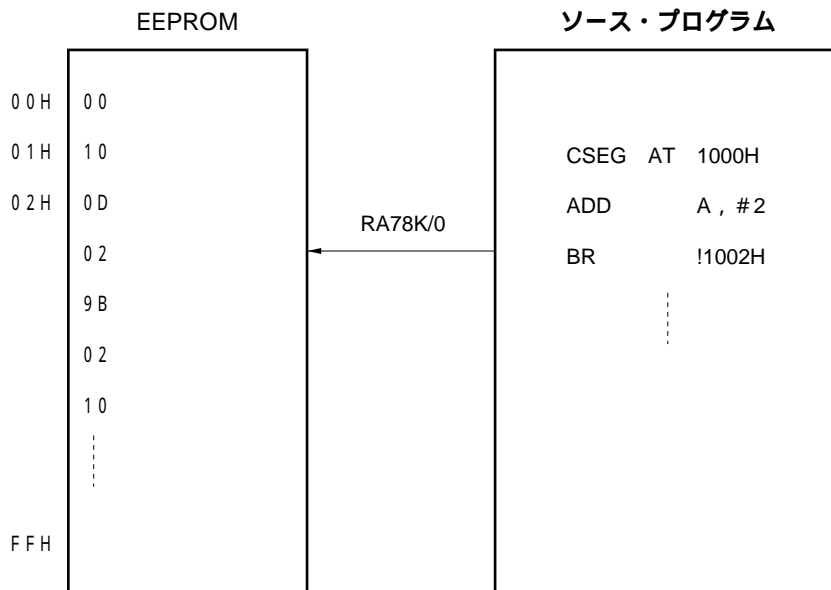 EEPROM
ソース・プログラム
00H 00
01H 10
02H 0D
02
9B
02
10
FFH
RA78K/0
CSEG AT 1000H
ADD A , #2
BR !1002H